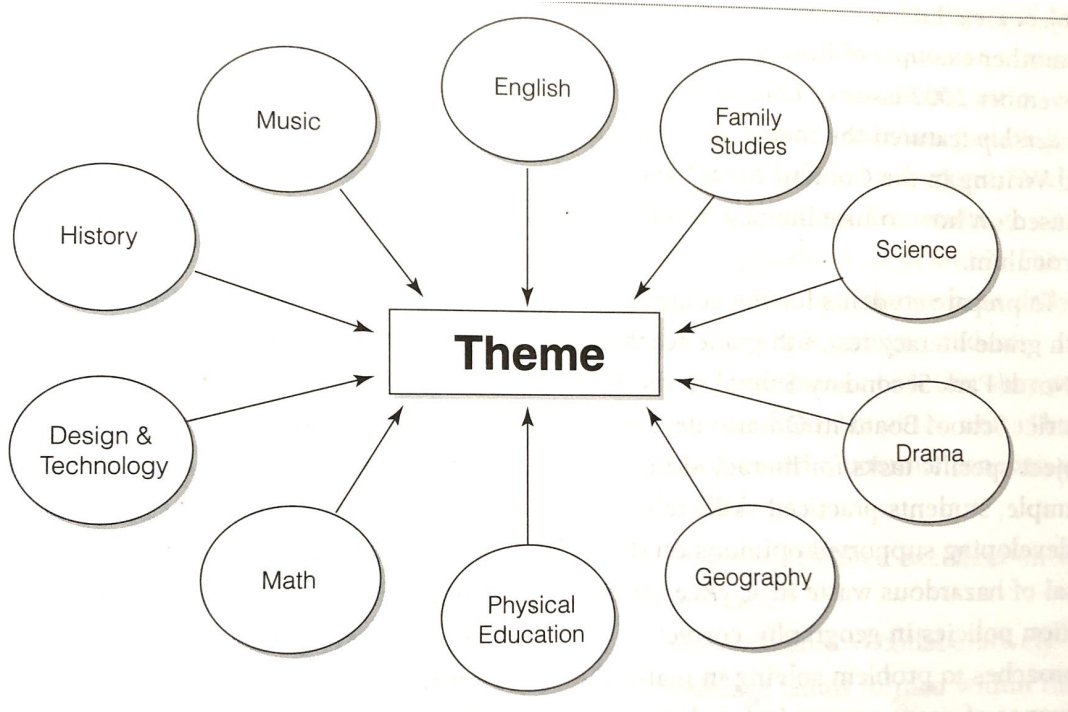 English
Music
Family
Studies
History
Science
Theme
Design &
Technology
Drama
Math
Geography
Physical
Education